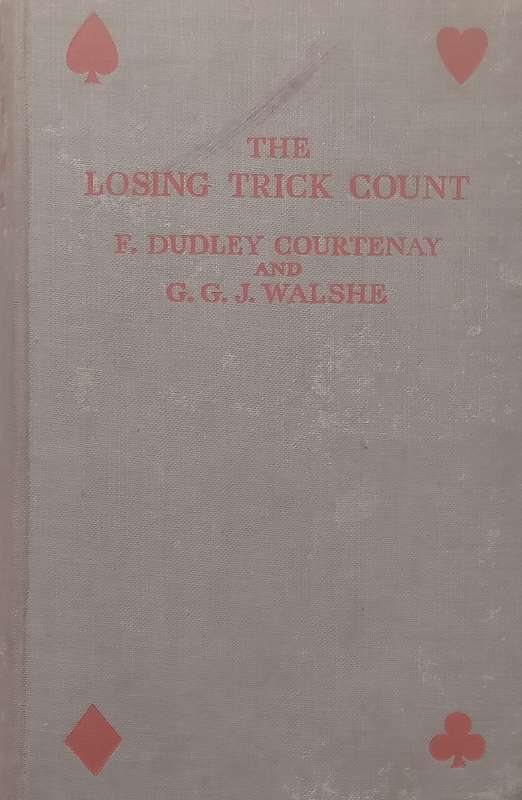 THE
LOSING TRICK COUNT
F. DUDLEY COURTENAY
AND
G. G. J. WALSHE